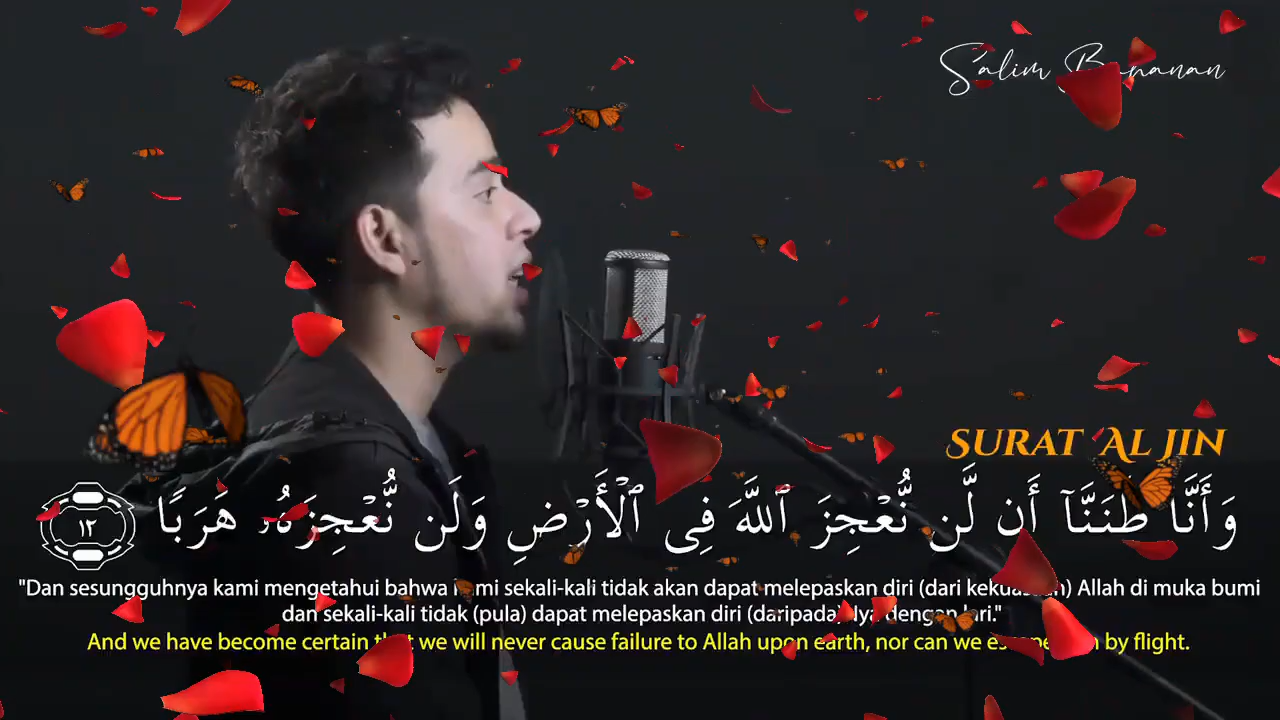 Salim
SURAT AL JIN
وَأَنَّا ظَنَنَّآ أَن لَّن نُّعْجِزَ ٱللَّهَ فِى ٱلْأَرْضِ وَلَن نُّعْجِزَهُۥ هَرَبًا ١٢
"Dan sesungguhnya kami mengetahui bahwa kami sekali-kali tidak akan dapat melepaskan diri (dari kekuasaan) Allah di muka bumi
dan sekali-kali tidak (pula) dapat melepaskan diri (daripada)Nya dengan lari."
And we have become certain that we will never cause failure to Allah upon earth, nor can we escape by flight.